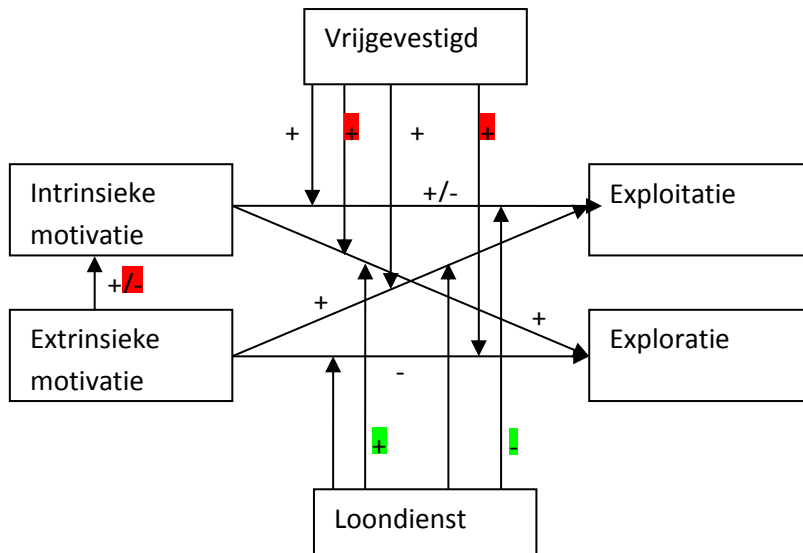 Vrijgevestigd
+ + + +
Intrinsieke
motivatie
+/-
Exploitatie
+/-
+
+
Extrinsieke
motivatie
-
Exploratie
+ -
Loondienst